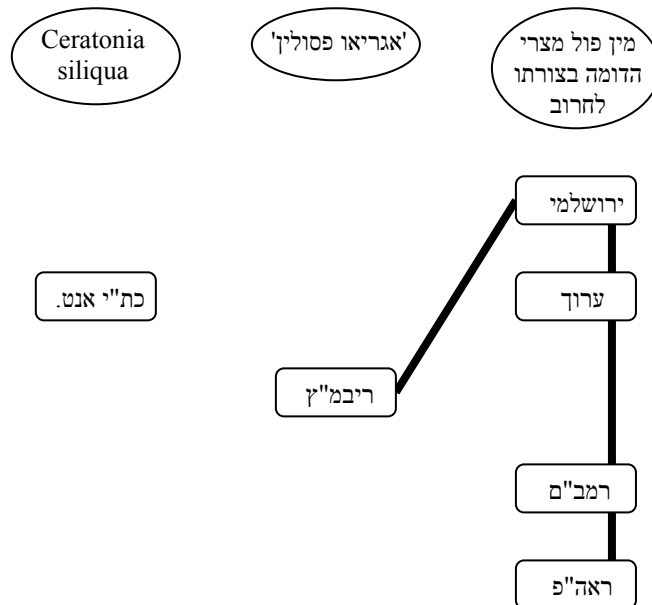 מין פול מצרי
הדומה בצורתו
לחרוב
'אגריאו פסולין'
Ceratonia
siliqua
ירושלמי
ערוך
כת"י אנט.
ריבמ"ץ
רמב"ם
ראה"פ